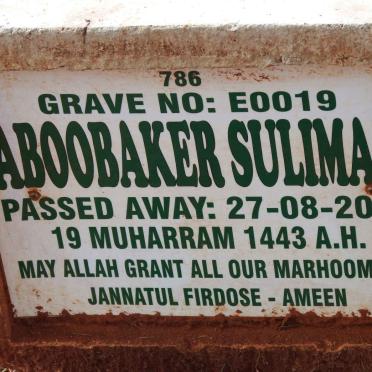 786
GRAVE NO: E0019
ABOOBAKER SULIMA
PASSED AWAY: 27-08-20
19 MUHARRAM 1443 A.H.
MAY ALLAH GRANT ALL OUR MARHOOM
JANNATUL FIRDOSE - AMEEN